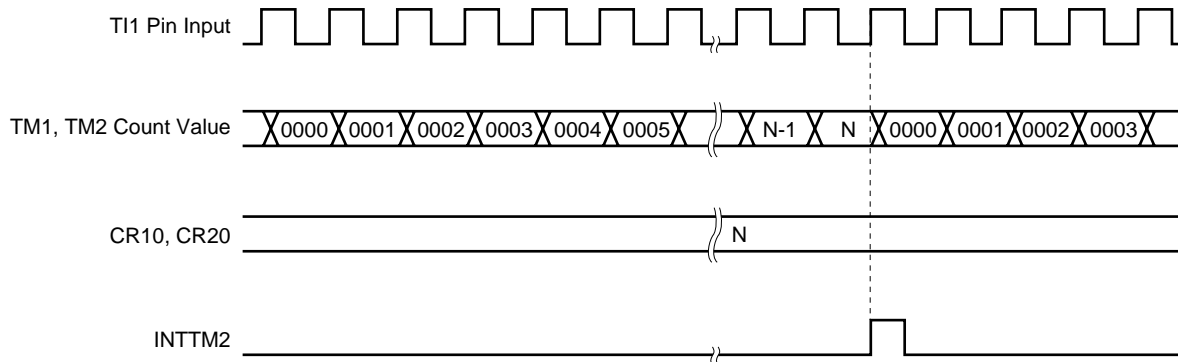 TI1 Pin Input
TM1, TM2 Count Value
0000 0001 0002 0003 0004 0005 N-1 N 0000 0001 0002 0003
CR10, CR20
N
INTTM2